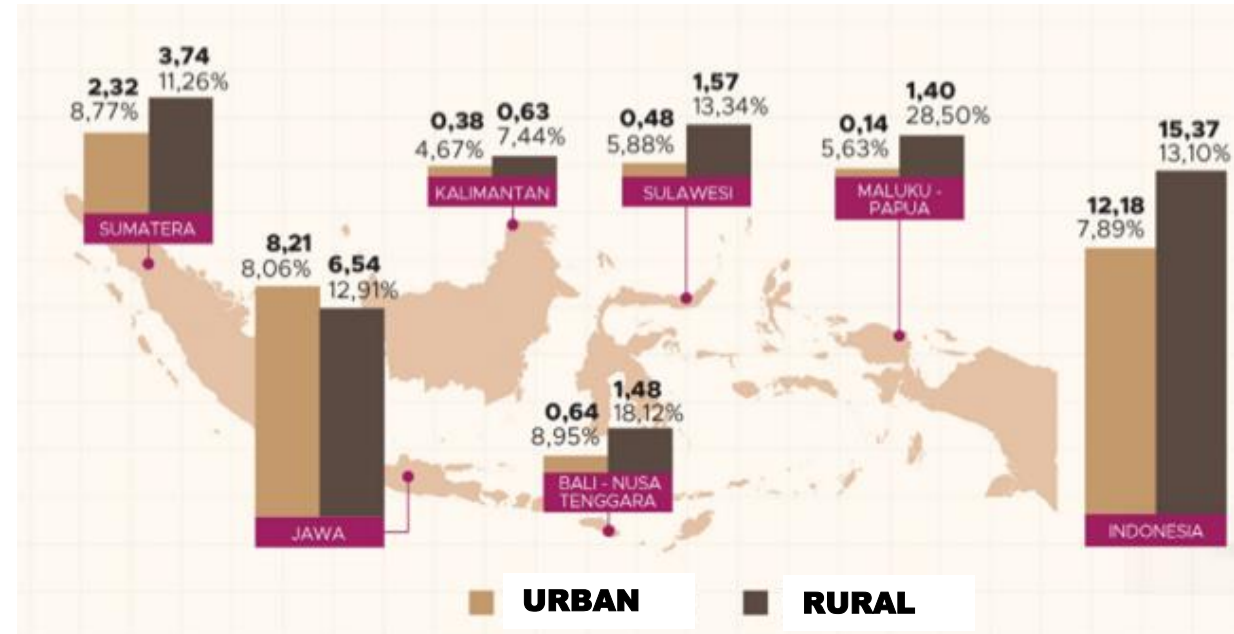 2,32
8,77%
3,74
11,26%
SUMATERA
8,21
8,06%
6,54
12,91%
JAWA
0,38
4,67%
0,63
7,44%
KALIMANTAN
0,64
8,95%
1,48
18,12%
BALI - NUSA
TENGGARA
0,48
5,88%
1,57
13,34%
SULAWESI
0,14
5,63%
1,40
28,50%
MALUKU -
PAPUA
12,18
7,89%
15,37
13,10%
INDONESIA
URBAN
RURAL